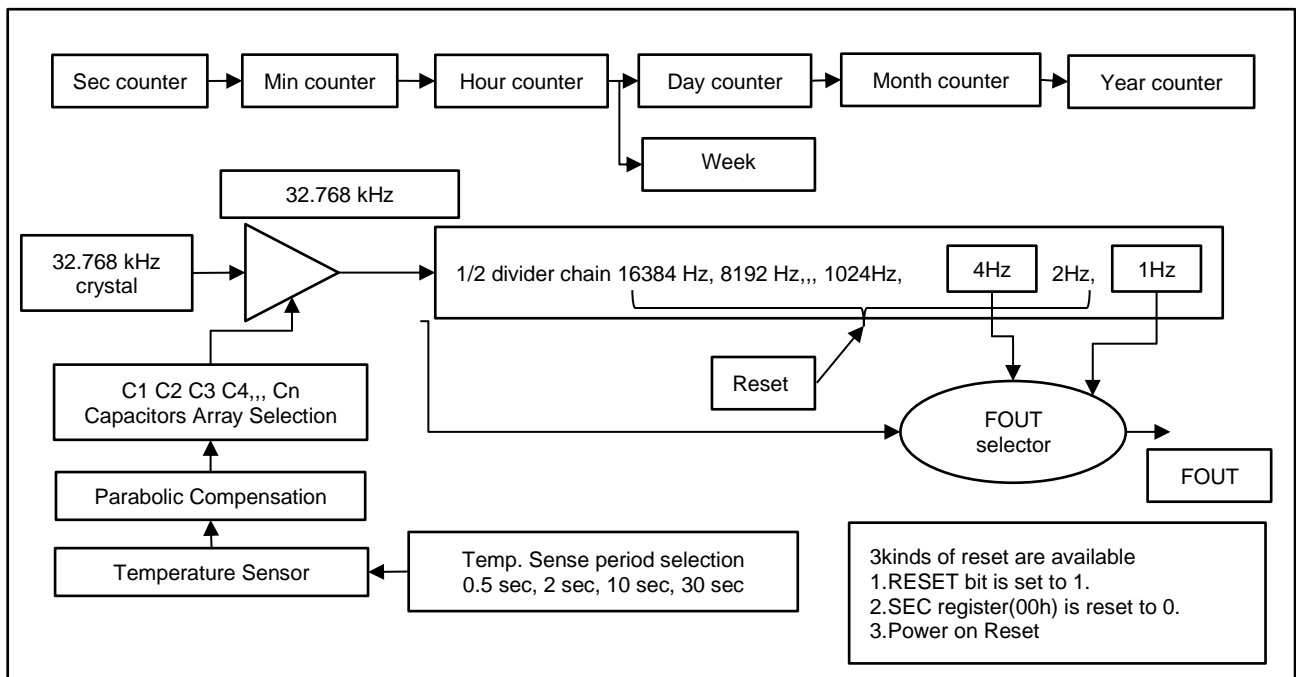 Sec counter
Min counter
Hour counter
Day counter
Month counter
Year counter
Week
32.768 kHz
32.768 kHz
crystal
1/2 divider chain 16384 Hz, 8192 Hz,,, 1024Hz,
4Hz
2Hz,
1Hz
Reset
C1 C2 C3 C4,,, Cn
Capacitors Array Selection
FOUT
selector
FOUT
Parabolic Compensation
Temperature Sensor
Temp. Sense period selection
0.5 sec, 2 sec, 10 sec, 30 sec
3kinds of reset are available
1.RESET bit is set to 1.
2.SEC register(00h) is reset to 0.
3.Power on Reset